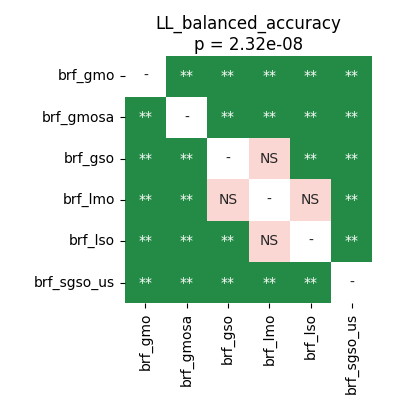 LL_balanced_accuracy
p = 2.32e-08
brf_gmo - ** ** ** ** **
brf_gmosa ** - ** ** ** **
brf_gso ** ** - NS ** **
brf_lmo ** ** NS - NS **
brf_lso ** ** ** NS - **
brf_sgso_us ** ** ** ** ** -
brf_gmo brf_gmosa brf_gso brf_lmo brf_lso brf_sgso_us